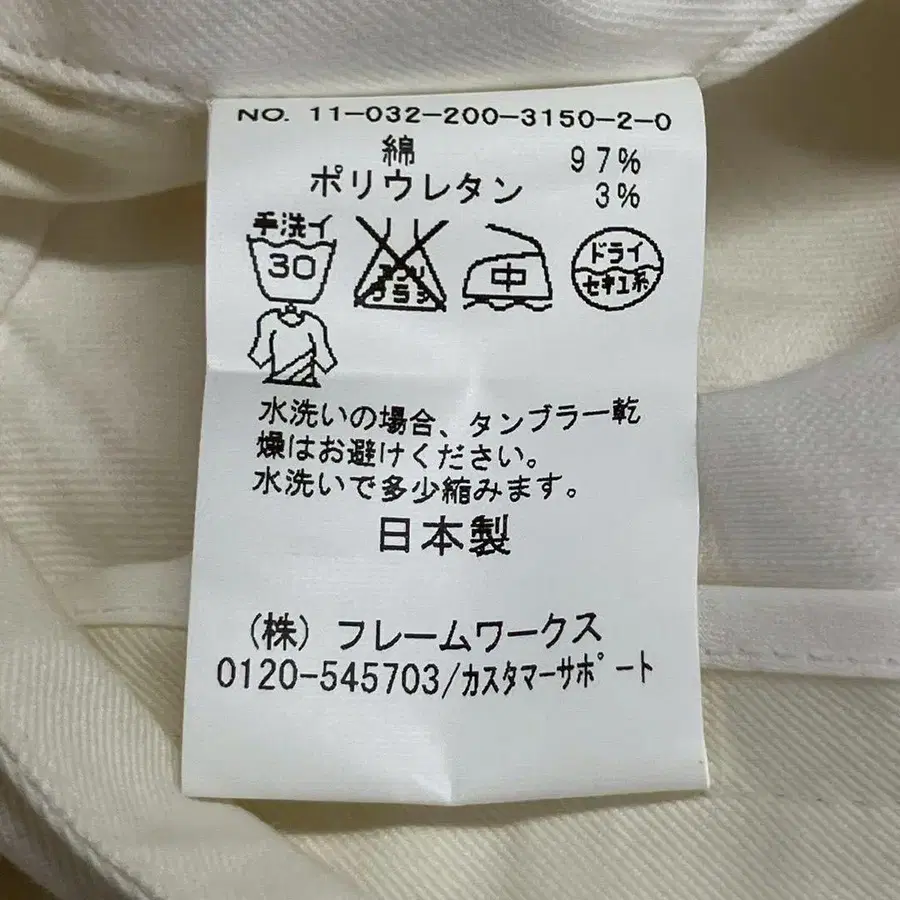 NO. 11-032-200-3150-2-0
綿 97%
ポリウレタン 3%
手洗イ
30
エンソ
サラシ
中
ドライ
セキユ系
水洗いの場合、タンブラー乾
燥はお避けください。
水洗いで多少縮みます。
日本製
(株) フレームワークス
0120-545703/カスタマーサポート